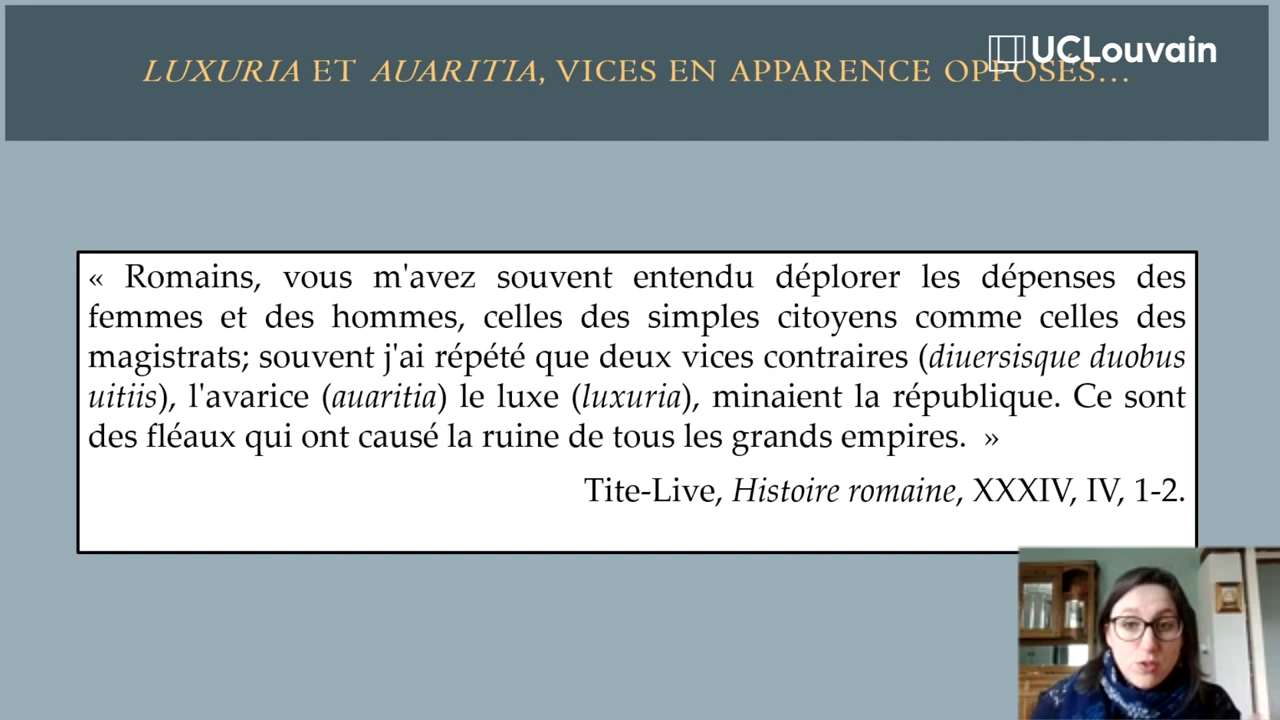 UCLouvain
LUXURIA ET AUARITIA, VICES EN APPARENCE OPPOSÉS…
« Romains, vous m'avez souvent entendu déplorer les dépenses des
femmes et des hommes, celles des simples citoyens comme celles des
magistrats; souvent j'ai répété que deux vices contraires (diuersisque duobus
uitiis), l'avarice (auaritia) le luxe (luxuria), minaient la république. Ce sont
des fléaux qui ont causé la ruine de tous les grands empires. »
Tite-Live, Histoire romaine, XXXIV, IV, 1-2.